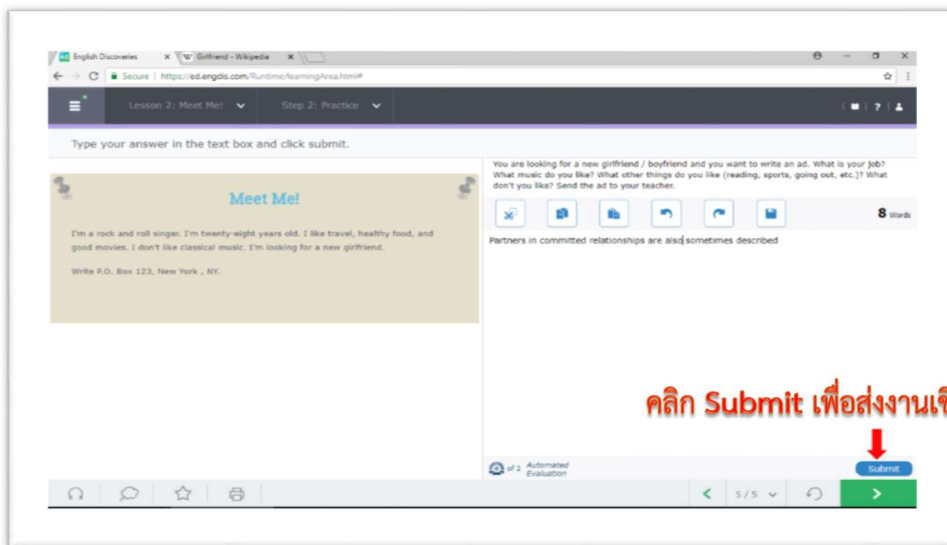 English Discoveries
Girlfriend - Wikipedia
Secure | https://ed.engdis.com/Runtime/learningArea.html#
Lesson 2: Meet Me!
Step 2: Practice
Type your answer in the text box and click submit.
Meet Me!
I'm a rock and roll singer. I'm twenty-eight years old. I like travel, healthy food, and
good movies. I don't like classical music. I'm looking for a new girlfriend.
Write P.O. Box 123, New York , NY.
You are looking for a new girlfriend / boyfriend and you want to write an ad. What is your job?
What music do you like? What other things do you like (reading, sports, going out, etc.)? What
don't you like? Send the ad to your teacher.
8 Words
Partners in committed relationships are also sometimes described
คลิก Submit เพื่อส่งงานเ
of 2 Automated
Evaluation
Submit
5/5